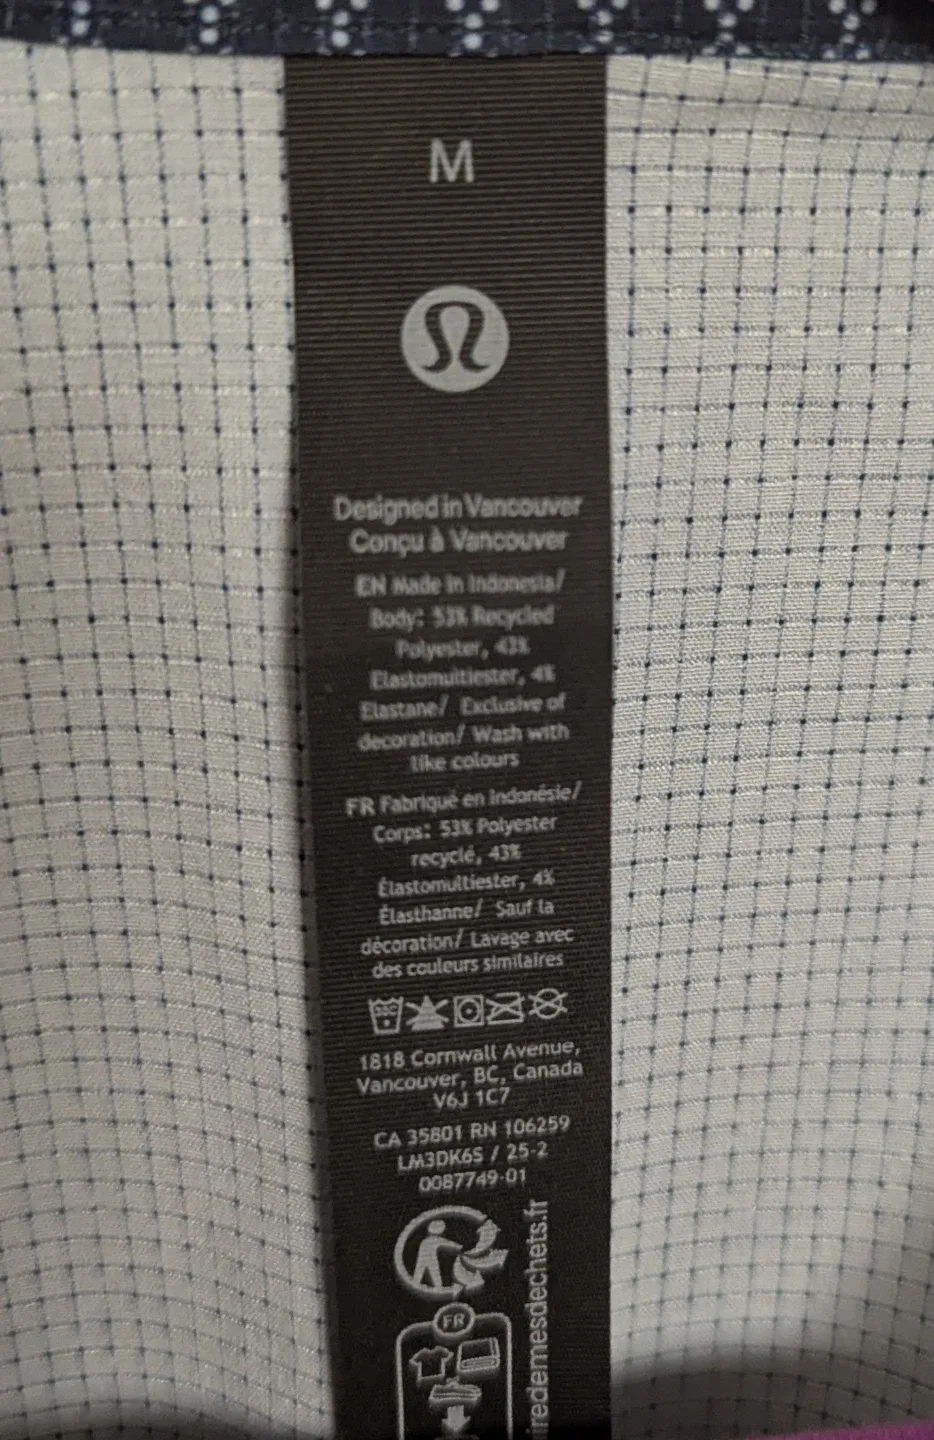 M
Designed in Vancouver
Conçu à Vancouver
EN Made in Indonesia/
Body: 53% Recycled
Polyester, 43%
Elastomultiester, 4%
Elastane/ Exclusive of
decoration/ Wash with
like colours
FR Fabriqué en Indonésie/
Corps: 53% Polyester
recyclé, 43%
Élastomultiester, 4%
Élasthanne/ Sauf la
décoration/ Lavage avec
des couleurs similaires
1818 Cornwall Avenue,
Vancouver, BC, Canada
V6J 1C7
CA 35801 RN 106259
LM3DK6S / 25-2
0087749-01
iredemesdechets.fr
FR